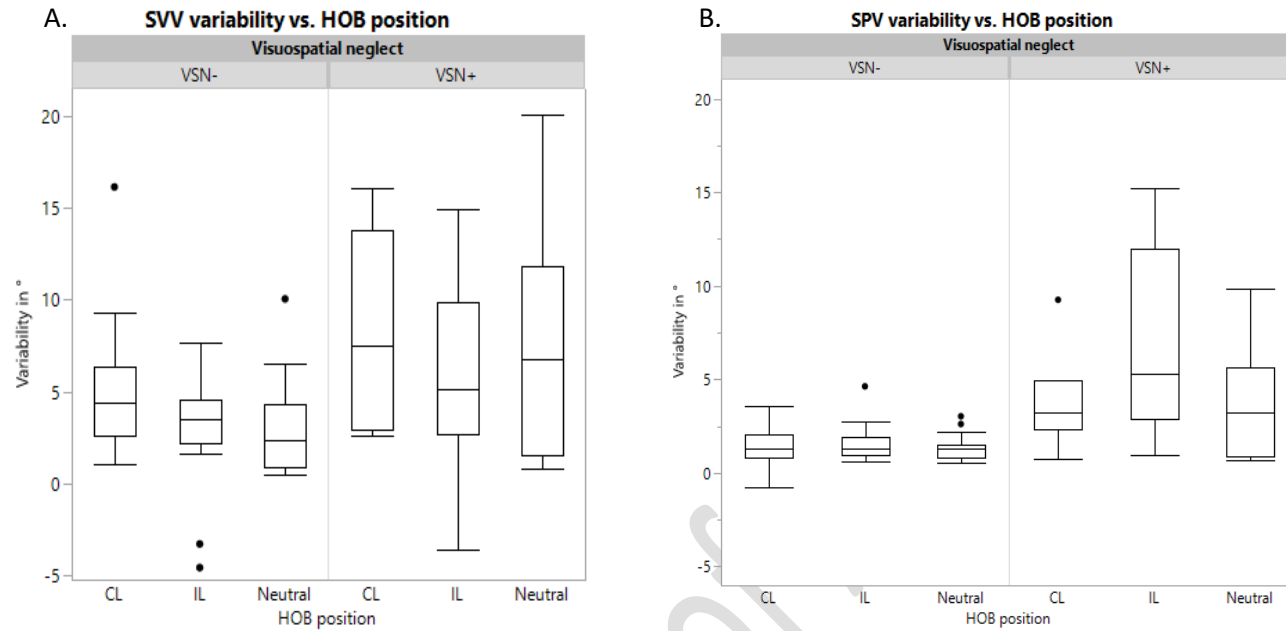 A.
SVV variability vs. HOB position
Visuospatial neglect
VSN- VSN+
20
15
10
5
0
-5
Variability in °
CL IL Neutral CL IL Neutral
HOB position
B.
SPV variability vs. HOB position
Visuospatial neglect
VSN- VSN+
20
15
10
5
0
-5
Variability in °
CL IL Neutral CL IL Neutral
HOB position